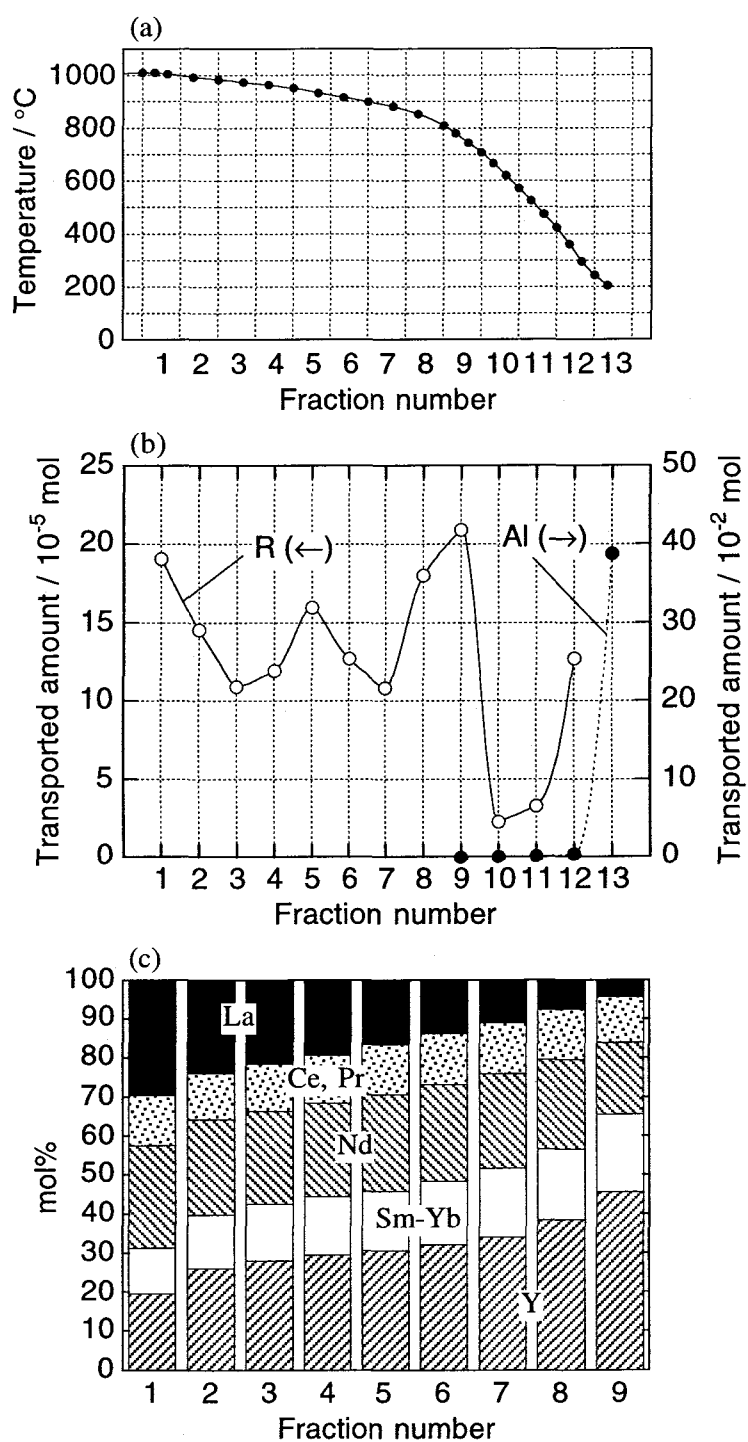 (a)
1000
800
600
400
200
0
Temperature / °C
1 2 3 4 5 6 7 8 9 10 11 12 13
Fraction number
(b)
25
20
15
10
5
0
Transported amount / 10⁻⁵ mol
R (←)
Al (→)
50
40
30
20
10
0
Transported amount / 10⁻² mol
1 2 3 4 5 6 7 8 9 10 11 12 13
Fraction number
(c)
100
90
80
70
60
50
40
30
20
10
0
mol%
La
Ce, Pr
Nd
Sm-Yb
Y
1 2 3 4 5 6 7 8 9
Fraction number